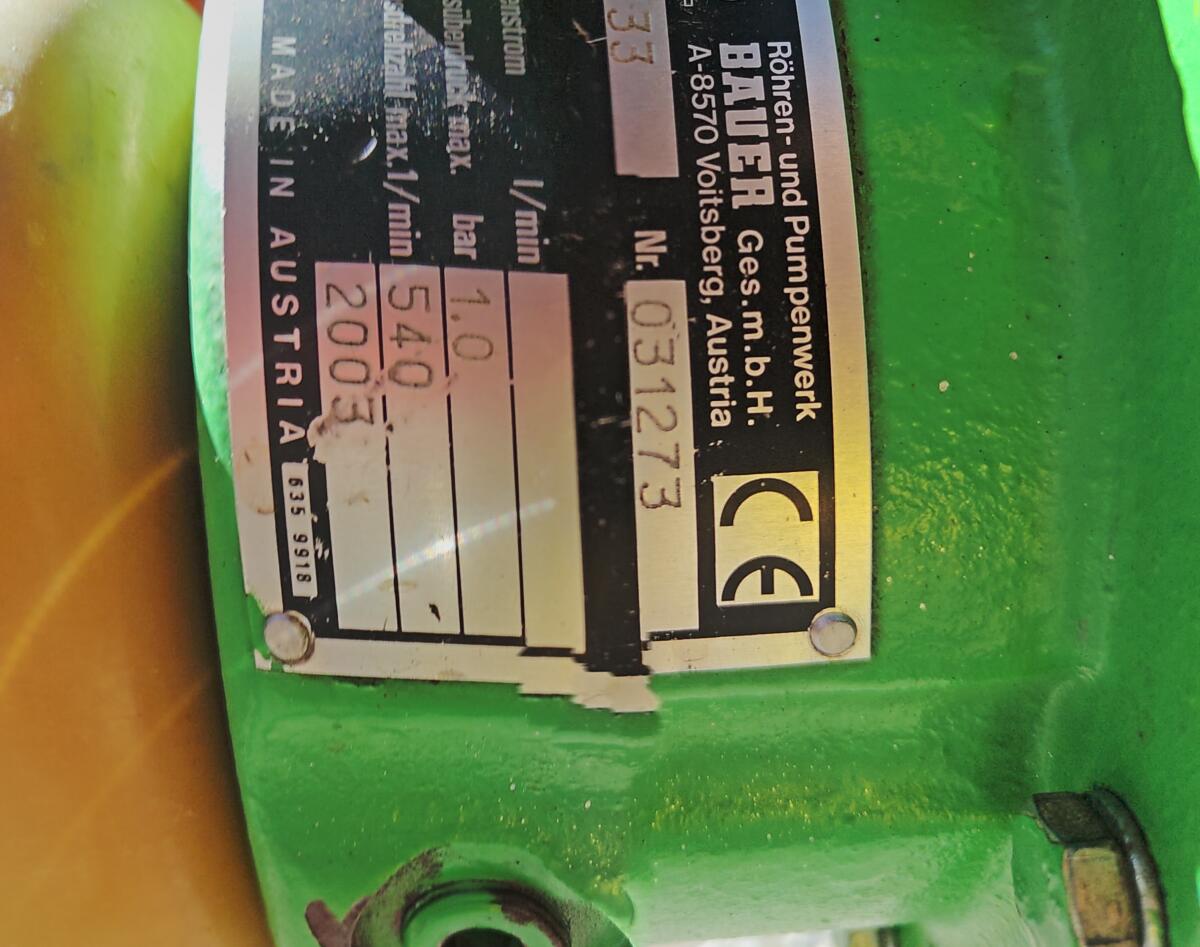 Röhren- und Pumpenwerk
BAUER Ges.m.b.H.
A-8570 Voitsberg, Austria
CE
33 Nr. 031273
l/min
max. bar 1.0
max.1/min 540
2003
MADE IN AUSTRIA 635 9918